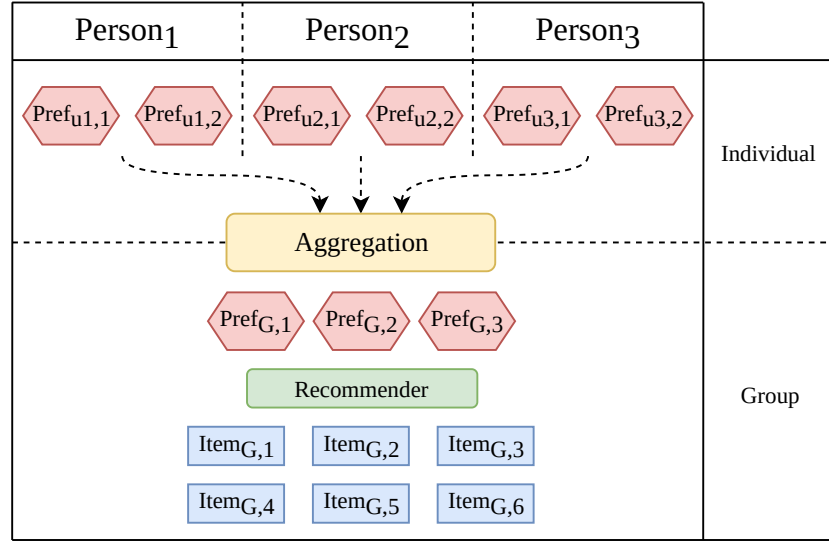 Person1 Person2 Person3
Prefu1,1 Prefu1,2 Prefu2,1 Prefu2,2 Prefu3,1 Prefu3,2
Individual
Aggregation
PrefG,1 PrefG,2 PrefG,3
Recommender
Group
ItemG,1 ItemG,2 ItemG,3
ItemG,4 ItemG,5 ItemG,6